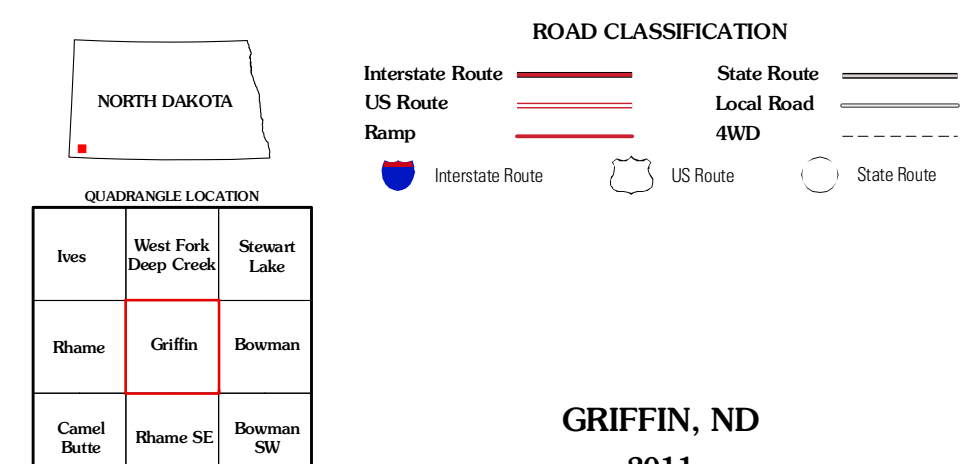 NORTH DAKOTA
QUADRANGLE LOCATION
Ives
West Fork
Deep Creek
Stewart
Lake
Rhame
Griffin
Bowman
Camel
Butte
Rhame SE
Bowman
SW
ROAD CLASSIFICATION
Interstate Route
State Route
US Route
Local Road
Ramp
4WD
Interstate Route
US Route
State Route
GRIFFIN, ND
2011